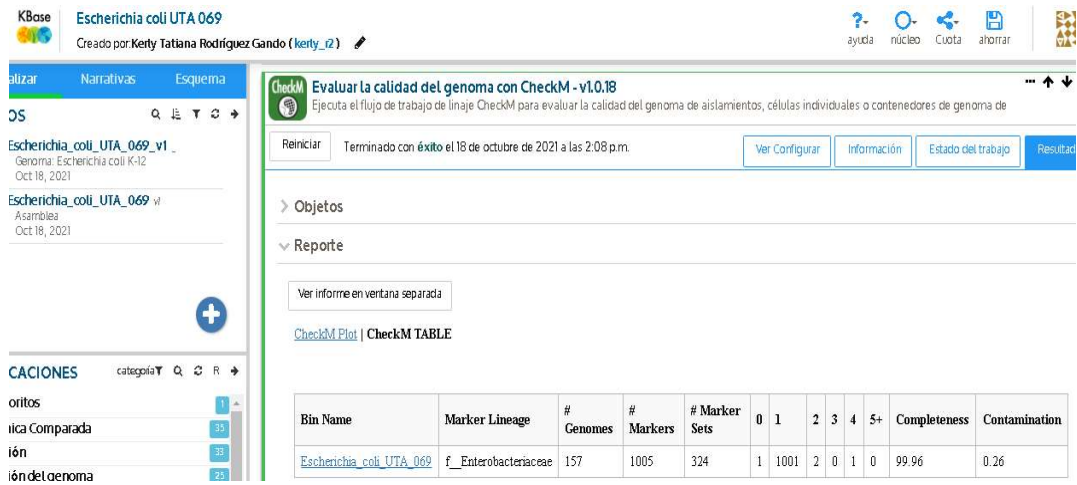 KBase
Escherichia coli UTA 069
Creado por:Kerly Tatiana Rodríguez Gando ( kerly_r2 )
ayuda
núcleo
Cuota
ahorrar
alizar
Narrativas
Esquema
OS
Escherichia_coli_UTA_069_v1 _
Genoma: Escherichia coli K-12
Oct 18, 2021
Escherichia_coli_UTA_069 v1
Asamblea
Oct 18, 2021
CACIONES
categoría
R
oritos
1
ica Comparada
35
ión
33
ión del genoma
25
CheckM
Evaluar la calidad del genoma con CheckM - v1.0.18
Ejecuta el flujo de trabajo de linaje CheckM para evaluar la calidad del genoma de aislamientos, células individuales o contenedores de genoma de
Reiniciar
Terminado con éxito el 18 de octubre de 2021 a las 2:08 p.m.
Ver Configurar
Información
Estado del trabajo
Resultad
Objetos
Reporte
Ver informe en ventana separada
CheckM Plot | CheckM TABLE
Bin Name Marker Lineage # Genomes # Markers # Marker Sets 0 1 2 3 4 5+ Completeness Contamination
Escherichia_coli_UTA_069 f__Enterobacteriaceae 157 1005 324 1 1001 2 0 1 0 99.96 0.26